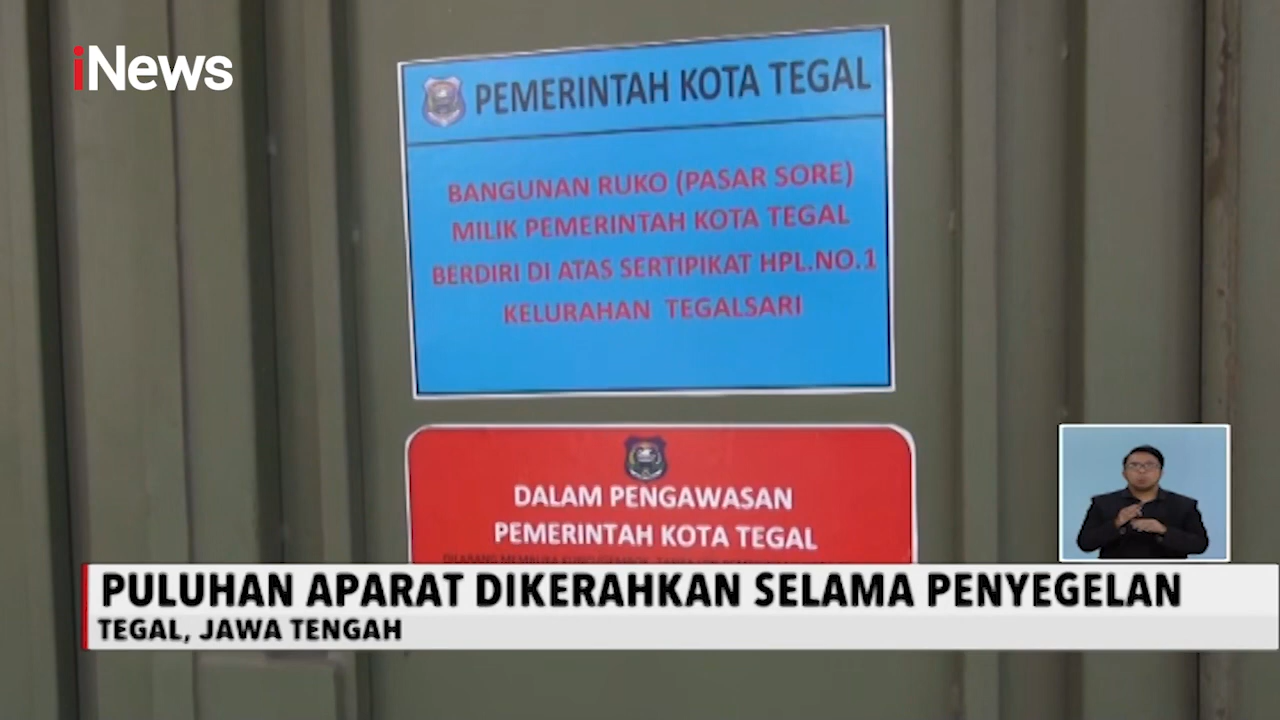 iNews
PEMERINTAH KOTA TEGAL
BANGUNAN RUKO (PASAR SORE)
MILIK PEMERINTAH KOTA TEGAL
BERDIRI DI ATAS SERTIPIKAT HPL.NO.1
KELURAHAN TEGALSARI
DALAM PENGAWASAN
PEMERINTAH KOTA TEGAL
PULUHAN APARAT DIKERAHKAN SELAMA PENYEGELAN
TEGAL, JAWA TENGAH